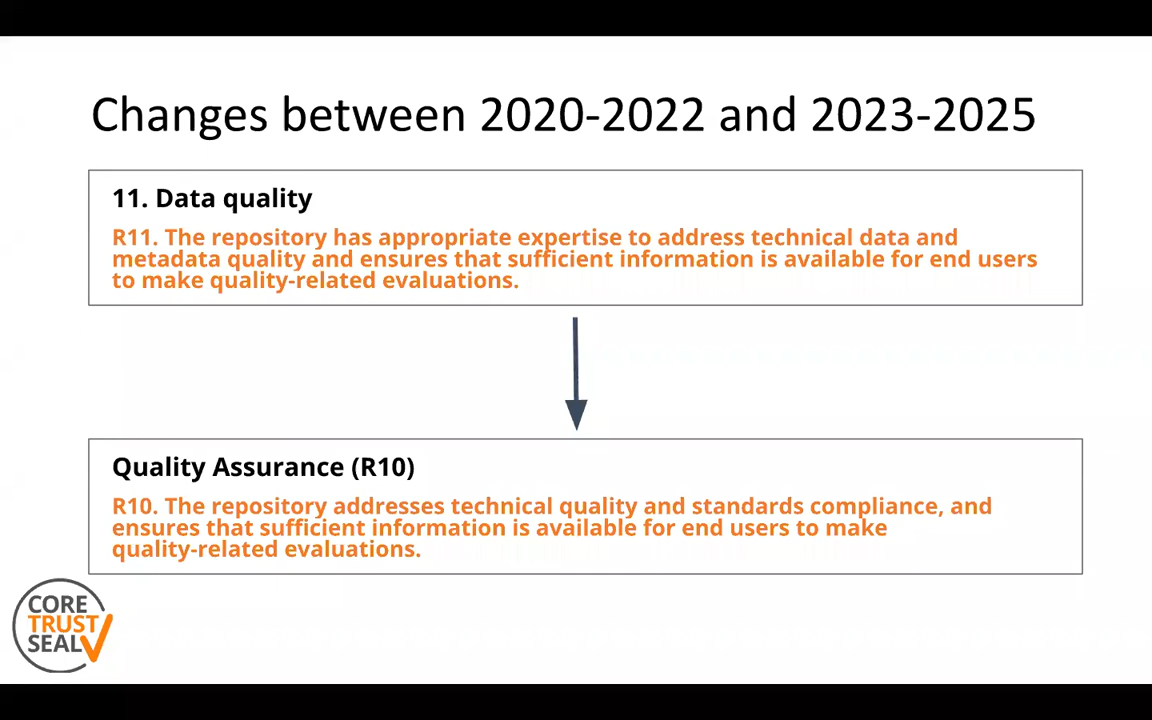 Changes between 2020-2022 and 2023-2025
11. Data quality
R11. The repository has appropriate expertise to address technical data and
metadata quality and ensures that sufficient information is available for end users
to make quality-related evaluations.
Quality Assurance (R10)
R10. The repository addresses technical quality and standards compliance, and
ensures that sufficient information is available for end users to make
quality-related evaluations.
CORE
TRUST
SEAL